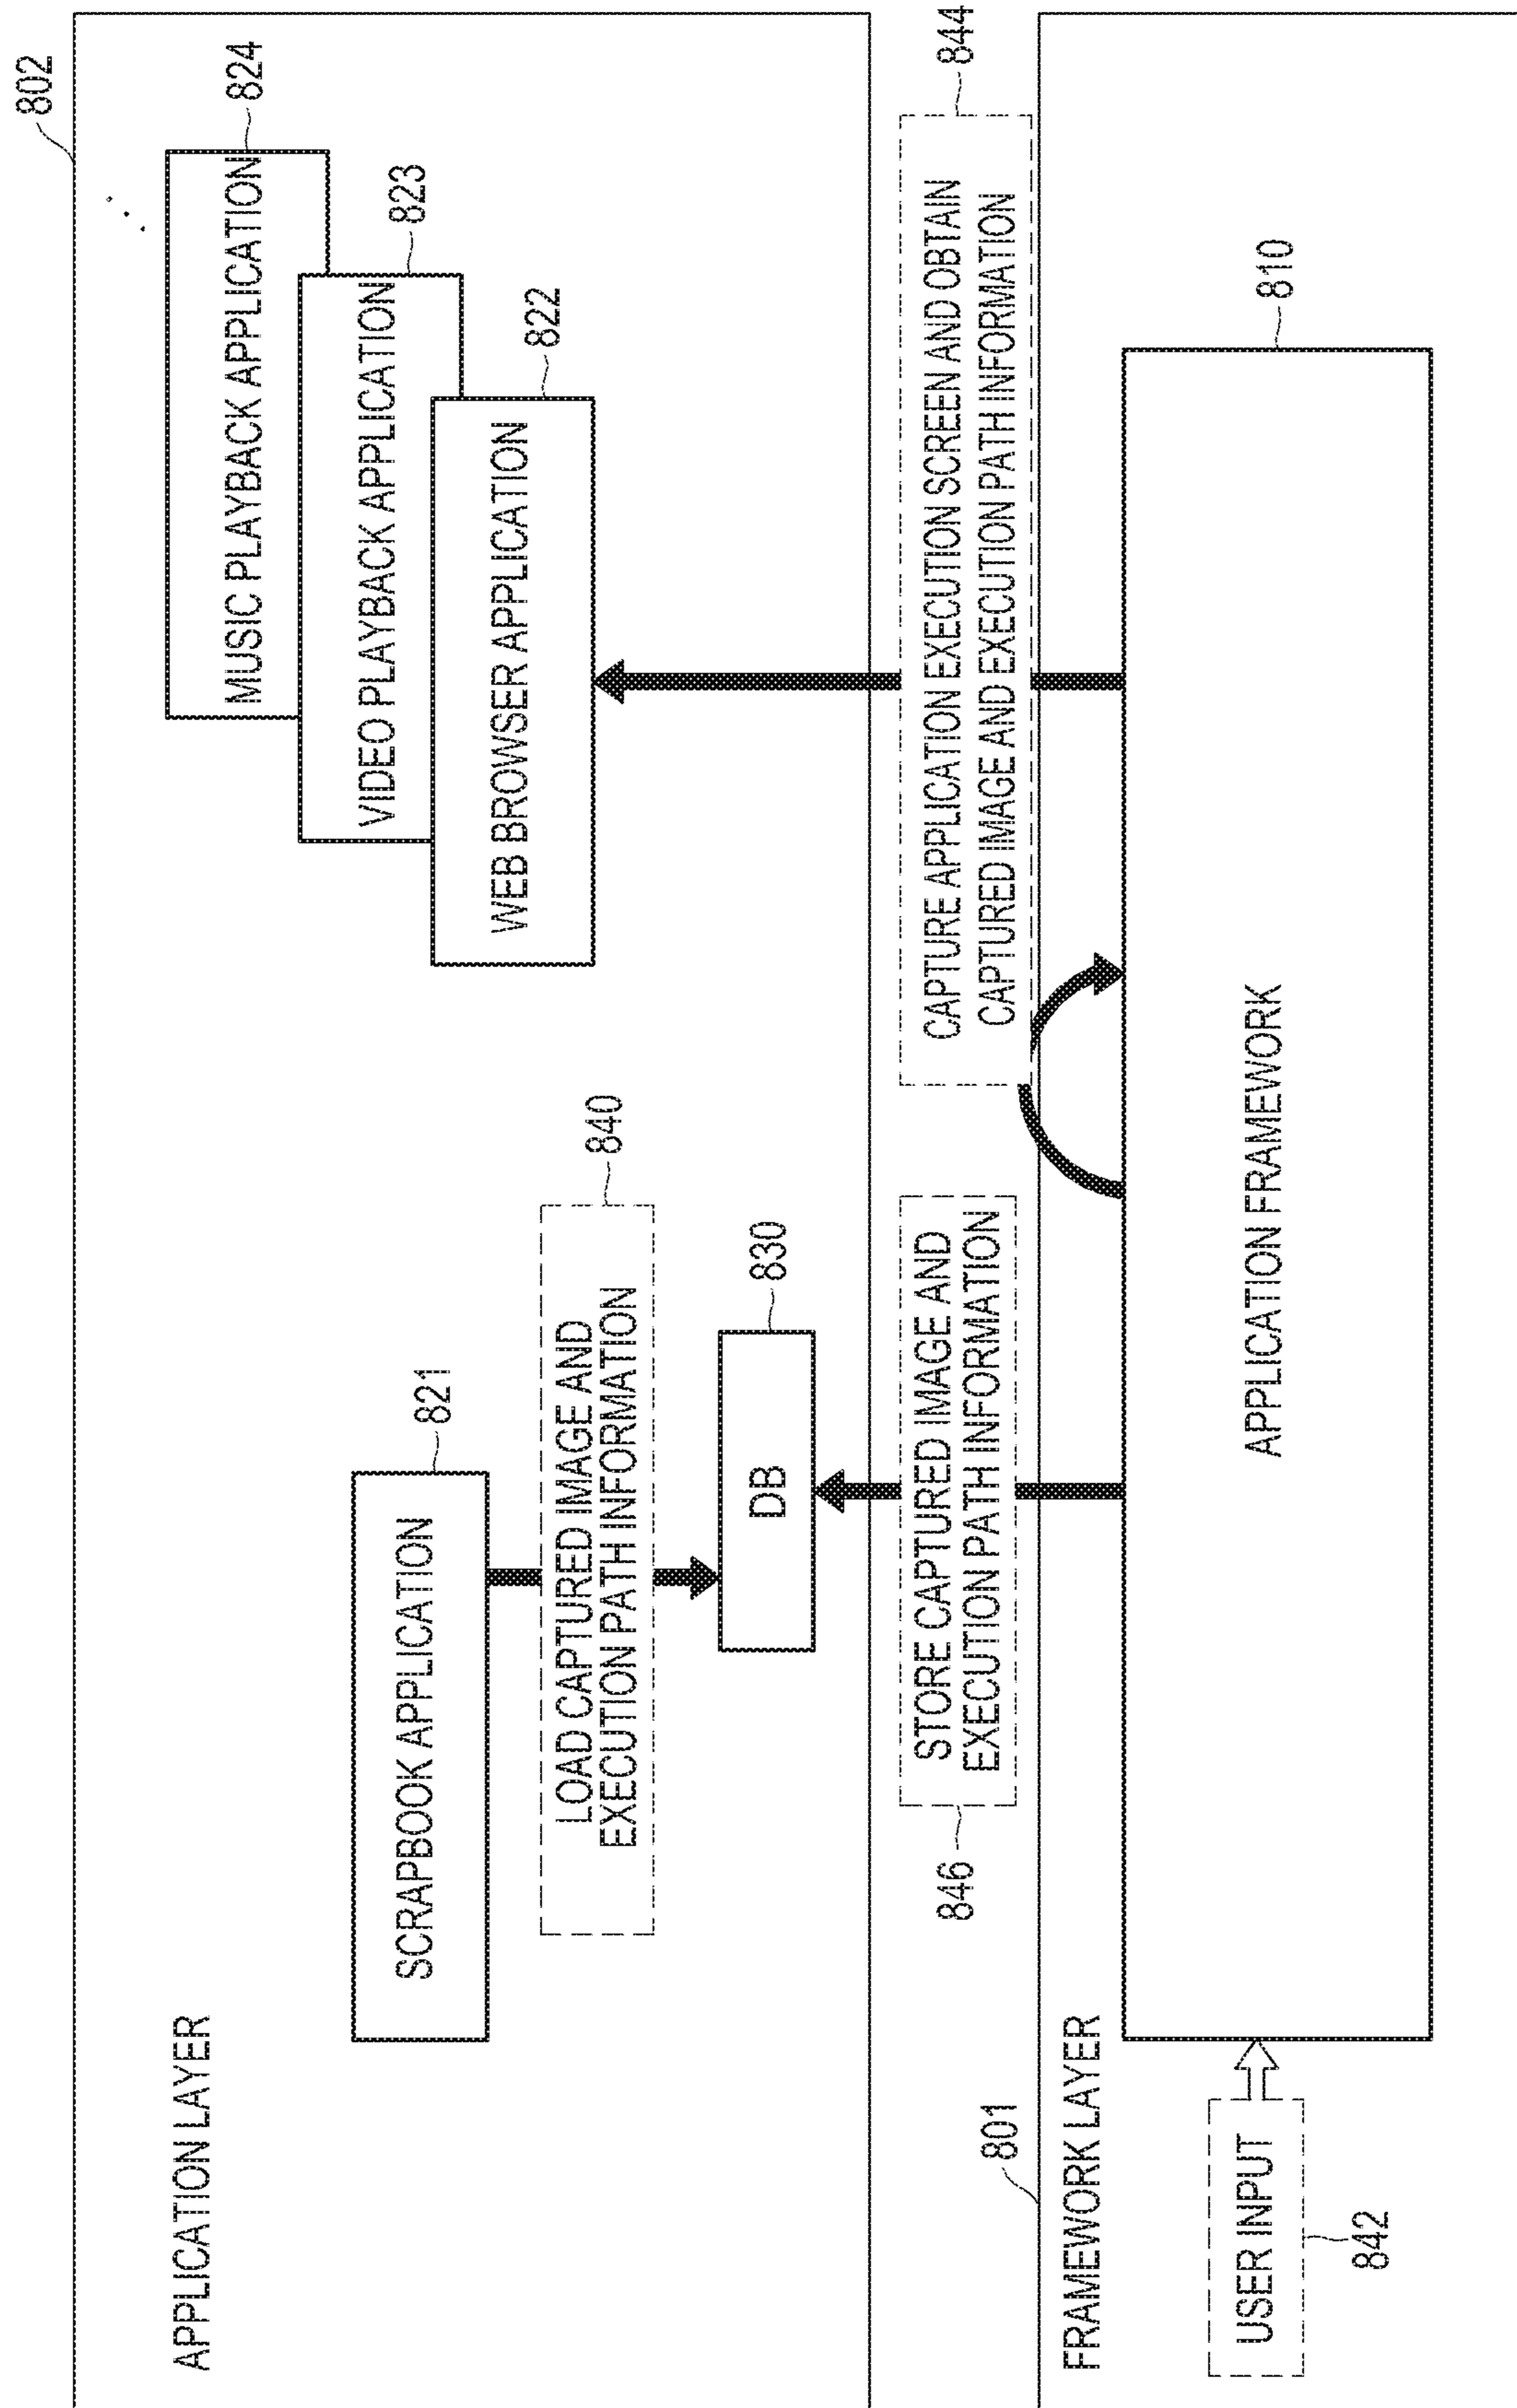 802
APPLICATION LAYER
MUSIC PLAYBACK APPLICATION
824
VIDEO PLAYBACK APPLICATION
823
SCRAPBOOK APPLICATION
821
WEB BROWSER APPLICATION
822
LOAD CAPTURED IMAGE AND
EXECUTION PATH INFORMATION
840
DB
830
846
STORE CAPTURED IMAGE AND
EXECUTION PATH INFORMATION
CAPTURE APPLICATION EXECUTION SCREEN AND OBTAIN
CAPTURED IMAGE AND EXECUTION PATH INFORMATION
844
801
FRAMEWORK LAYER
USER INPUT
842
APPLICATION FRAMEWORK
810